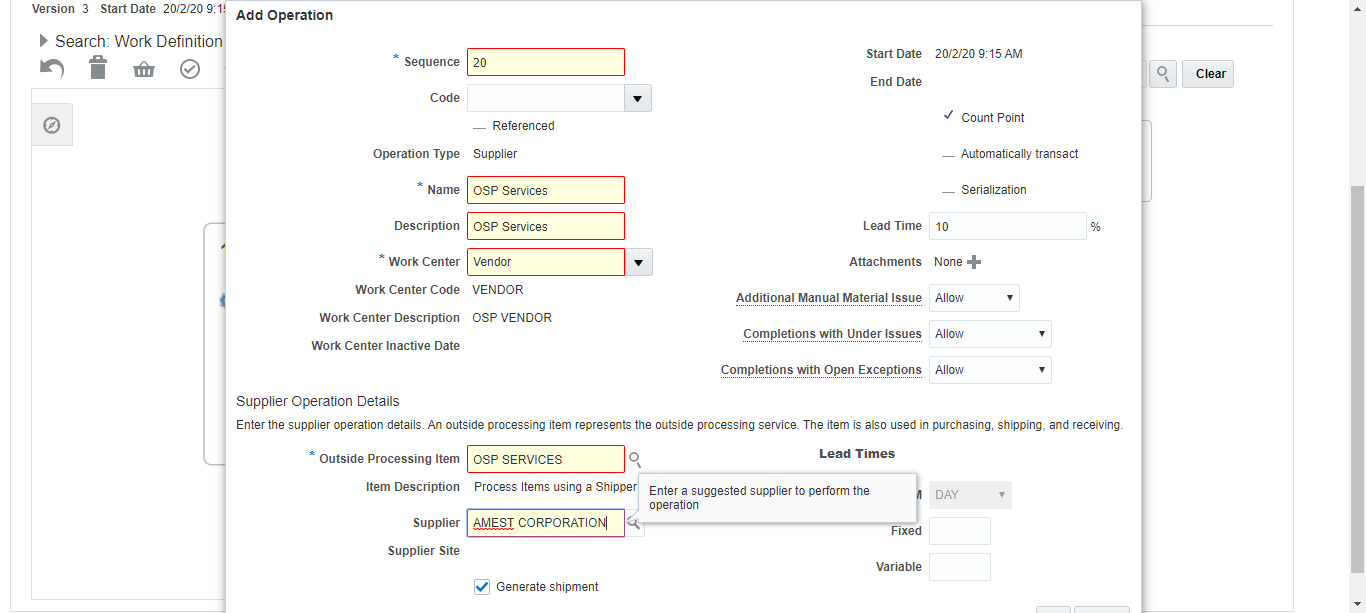 Version 3 Start Date 20/2/20 9:15
Search: Work Definition
Clear
Add Operation
* Sequence 20
Code
Referenced
Operation Type Supplier
* Name OSP Services
Description OSP Services
* Work Center Vendor
Work Center Code VENDOR
Work Center Description OSP VENDOR
Work Center Inactive Date
Start Date 20/2/20 9:15 AM
End Date
Count Point
Automatically transact
Serialization
Lead Time 10 %
Attachments None
Additional Manual Material Issue Allow
Completions with Under Issues Allow
Completions with Open Exceptions Allow
Supplier Operation Details
Enter the supplier operation details. An outside processing item represents the outside processing service. The item is also used in purchasing, shipping, and receiving.
* Outside Processing Item OSP SERVICES
Item Description Process Items using a Shipper
Supplier AMEST CORPORATION
Supplier Site
Generate shipment
Enter a suggested supplier to perform the
operation
Lead Times
DAY
Fixed
Variable